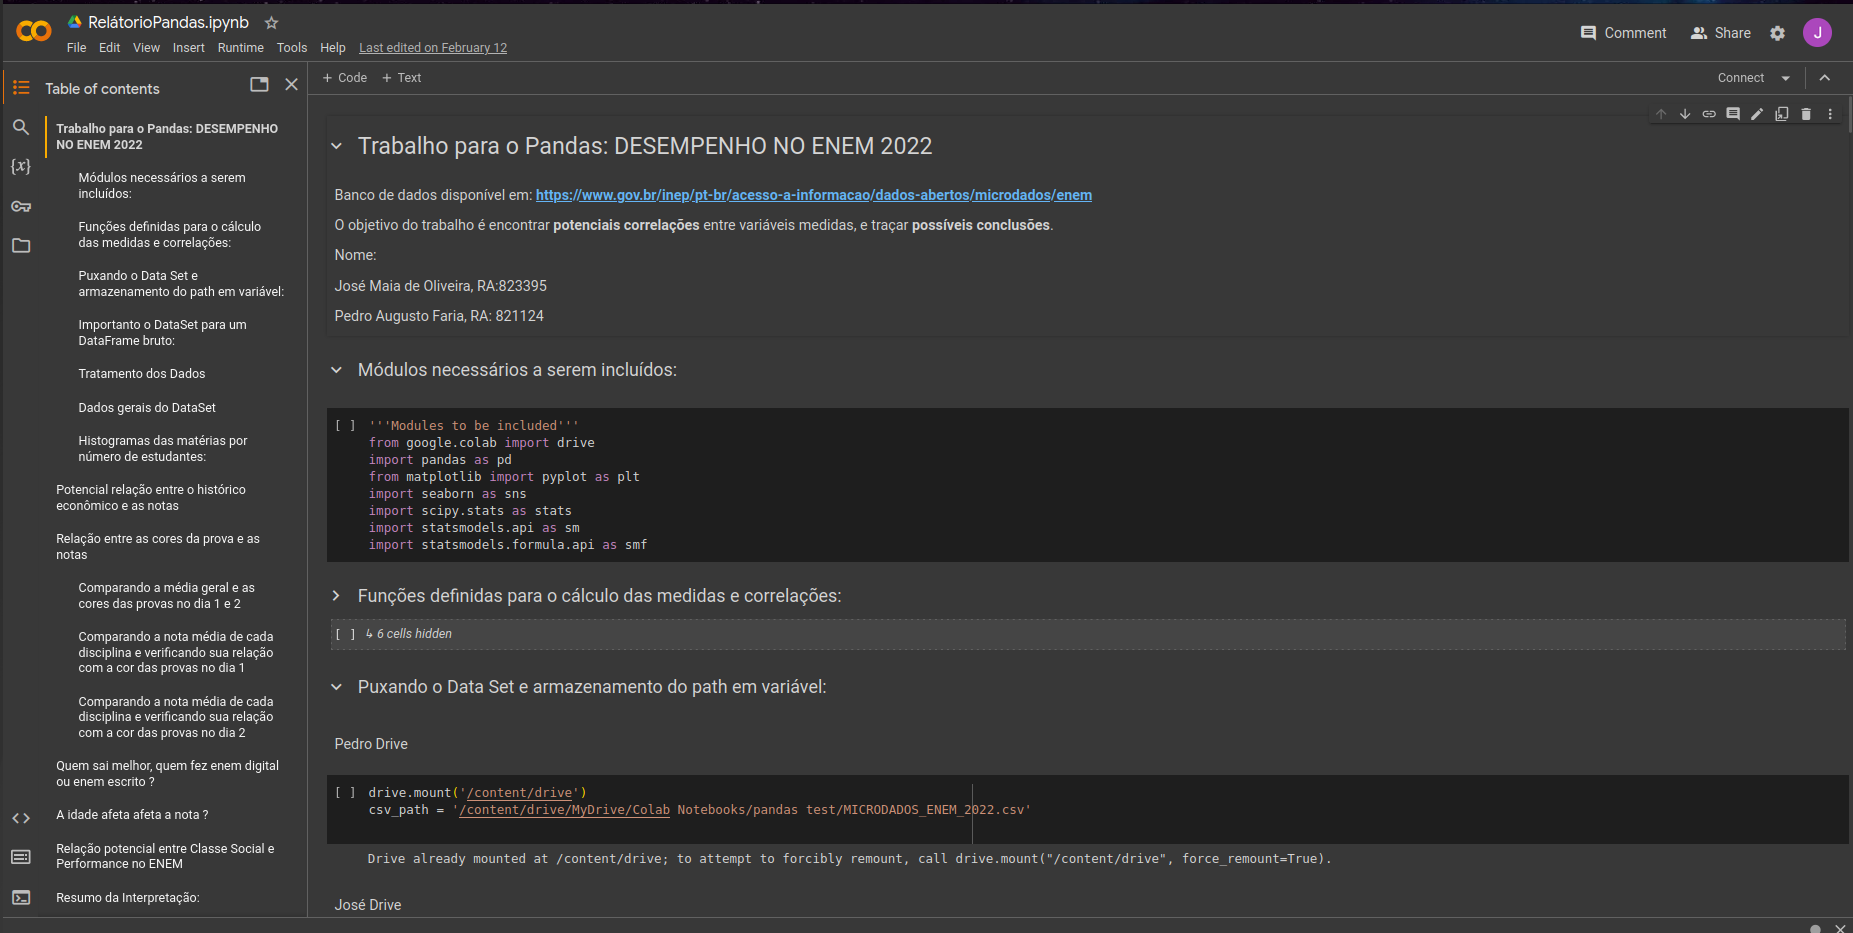 RelátorioPandas.ipynb
File Edit View Insert Runtime Tools Help Last edited on February 12
Comment Share J
Table of contents
+ Code + Text
Connect
Trabalho para o Pandas: DESEMPENHO
NO ENEM 2022
Módulos necessários a serem
incluídos:
Funções definidas para o cálculo
das medidas e correlações:
Puxando o Data Set e
armazenamento do path em variável:
Importanto o DataSet para um
DataFrame bruto:
Tratamento dos Dados
Dados gerais do DataSet
Histogramas das matérias por
número de estudantes:
Potencial relação entre o histórico
econômico e as notas
Relação entre as cores da prova e as
notas
Comparando a média geral e as
cores das provas no dia 1 e 2
Comparando a nota média de cada
disciplina e verificando sua relação
com a cor das provas no dia 1
Comparando a nota média de cada
disciplina e verificando sua relação
com a cor das provas no dia 2
Quem sai melhor, quem fez enem digital
ou enem escrito ?
A idade afeta afeta a nota ?
Relação potencial entre Classe Social e
Performance no ENEM
Resumo da Interpretação:
Trabalho para o Pandas: DESEMPENHO NO ENEM 2022
Banco de dados disponível em: https://www.gov.br/inep/pt-br/acesso-a-informacao/dados-abertos/microdados/enem
O objetivo do trabalho é encontrar potenciais correlações entre variáveis medidas, e traçar possíveis conclusões.
Nome:
José Maia de Oliveira, RA:823395
Pedro Augusto Faria, RA: 821124
Módulos necessários a serem incluídos:
[ ] '''Modules to be included'''
from google.colab import drive
import pandas as pd
from matplotlib import pyplot as plt
import seaborn as sns
import scipy.stats as stats
import statsmodels.api as sm
import statsmodels.formula.api as smf
Funções definidas para o cálculo das medidas e correlações:
[ ] ↳ 6 cells hidden
Puxando o Data Set e armazenamento do path em variável:
Pedro Drive
[ ] drive.mount('/content/drive')
csv_path = '/content/drive/MyDrive/Colab Notebooks/pandas test/MICRODADOS_ENEM_2022.csv'
Drive already mounted at /content/drive; to attempt to forcibly remount, call drive.mount("/content/drive", force_remount=True).
José Drive